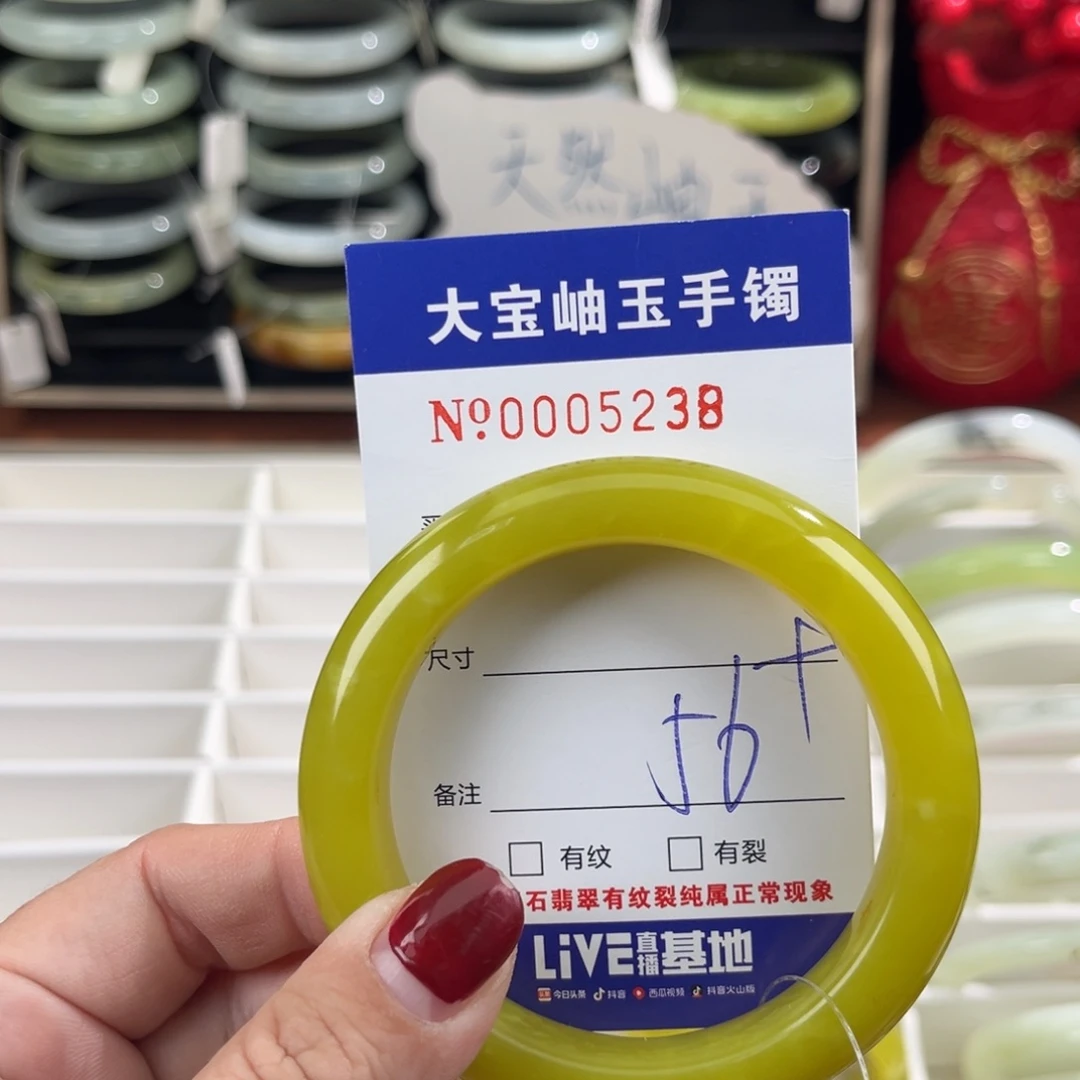 天然岫玉
大宝岫玉手镯
Nº0005238
尺寸
56+
备注
有纹 有裂
石翡翠有纹裂纯属正常现象
LiVE直播基地
今日头条 抖音 西瓜视频 抖音火山版